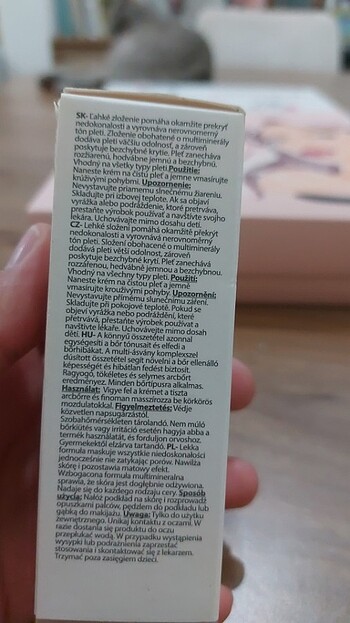 SK- Ľahké zloženie pomáha okamžite prekryť
nedokonalosti a vyrovnáva nerovnomerný
tón pleti. Zloženie obohatené o multiminerály
dodáva pleti väčšiu odolnosť, a zároveň
poskytuje bezchybné krytie. Pleť zanecháva
rozžiarenú, hodvábne jemnú a bezchybnú.
Vhodný na všetky typy pleti. Použitie:
Naneste krém na čistú pleť a jemne vmasírujte
krúživými pohybmi. Upozornenie:
Nevystavujte priamemu slnečnému žiareniu.
Skladujte pri izbovej teplote. Ak sa objaví
vyrážka alebo podráždenie, ktoré pretrváva,
prestaňte výrobok používať a navštívte svojho
lekára. Uchovávajte mimo dosahu detí.
CZ- Lehké složení pomáhá okamžitě překrýt
nedokonalosti a vyrovnává nerovnoměrný
tón pleti. Složení obohacené o multiminerály
dodává pleti větší odolnost, a zároveň
poskytuje bezchybné krytí. Pleť zanechává
rozzářenou, hedvábně jemnou a bezchybnou.
Vhodný na všechny typy pleti. Použití:
Naneste krém na čistou pleť a jemně
vmasírujte krouživými pohyby. Upozornění:
Nevystavujte přímému slunečnímu záření.
Skladujte při pokojové teplotě. Pokud se
objeví vyrážka nebo podráždění, které
přetrvává, přestaňte výrobek používat a
navštivte lékaře. Uchovávejte mimo dosah
dětí. HU- A könnyű összetétel azonnal
egységesíti a bőr tónusait és elfedi a
bőrhibákat. A multi-ásvány komplexszel
dúsított összetétel segít növelni a bőr ellenálló
képességét és hibátlan fedést biztosít.
Ragyogó, tökéletes és selymes arcbőrt
eredményez. Minden bőrtípusra alkalmas.
Használat: Vigye fel a krémet a tiszta
arcbőrre és finoman masszírozza be körkörös
mozdulatokkal. Figyelmeztetés: Védje
közvetlen napsugárzástól.
Szobahőmérsékleten tárolandó. Nem múló
bőrkiütés vagy irritáció esetén hagyja abba a
termék használatát, és forduljon orvoshoz.
Gyermekektől elzárva tartandó. PL- Lekka
formuła maskuje wszystkie niedoskonałości
jednocześnie nie zatykając porów. Nawilża
skórę i pozostawia matowy efekt.
Wzbogacona formuła multimineralna
sprawia, że skóra jest dogłębnie odżywiona.
Nadaje się do każdego rodzaju cery. Sposób
użycia: Nałóż podkład na skórę i rozprowadź
opuszkami palców, pędzlem do podkładu lub
gąbką do makijażu. Uwaga: Tylko do użytku
zewnętrznego. Unikaj kontaktu z oczami. W
razie dostania się produktu do oczu
przepłukać wodą. W przypadku wystąpienia
wysypki lub podrażnienia zaprzestać
stosowania i skontaktować się z lekarzem.
Trzymać poza zasięgiem dzieci.